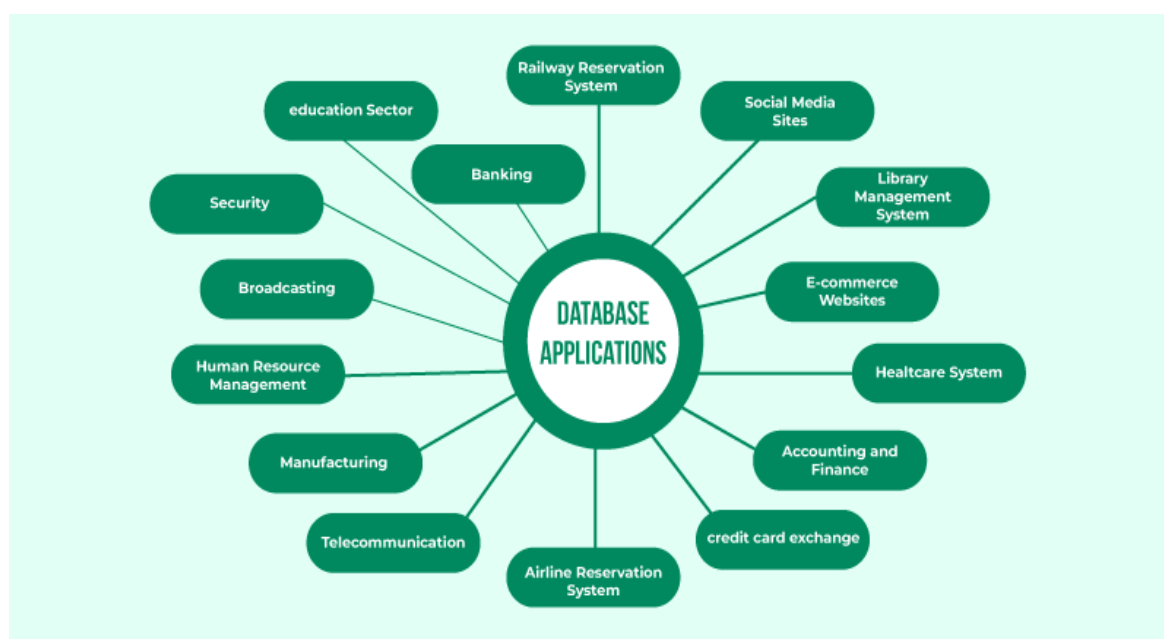 Railway Reservation
System
education Sector
Social Media
Sites
Banking
Library
Management
System
Security
E-commerce
Websites
Broadcasting
DATABASE
APPLICATIONS
Human Resource
Management
Healtcare System
Accounting and
Finance
Manufacturing
credit card exchange
Telecommunication
Airline Reservation
System